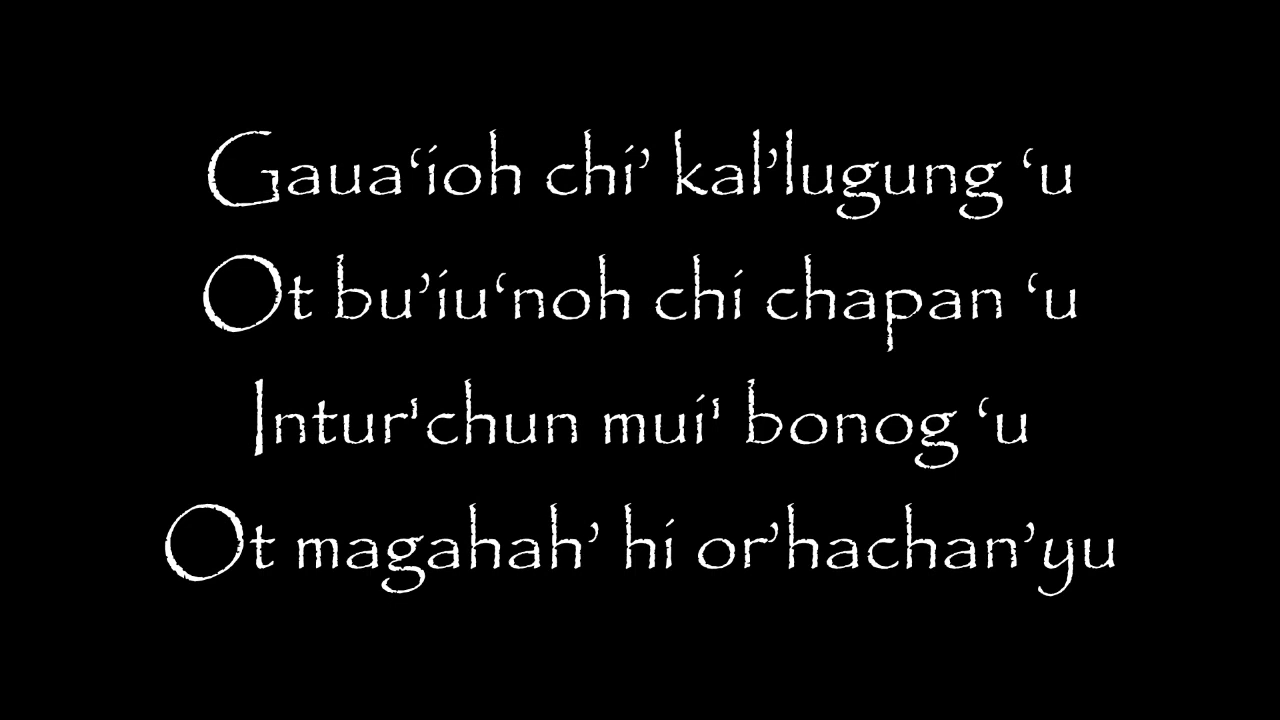 Gaua‘ioh chi’ kal’lugung ‘u
Ot bu’iu‘noh chi chapan ‘u
Intur'chun mui' bonog ‘u
Ot magahah’ hi or’hachan’yu